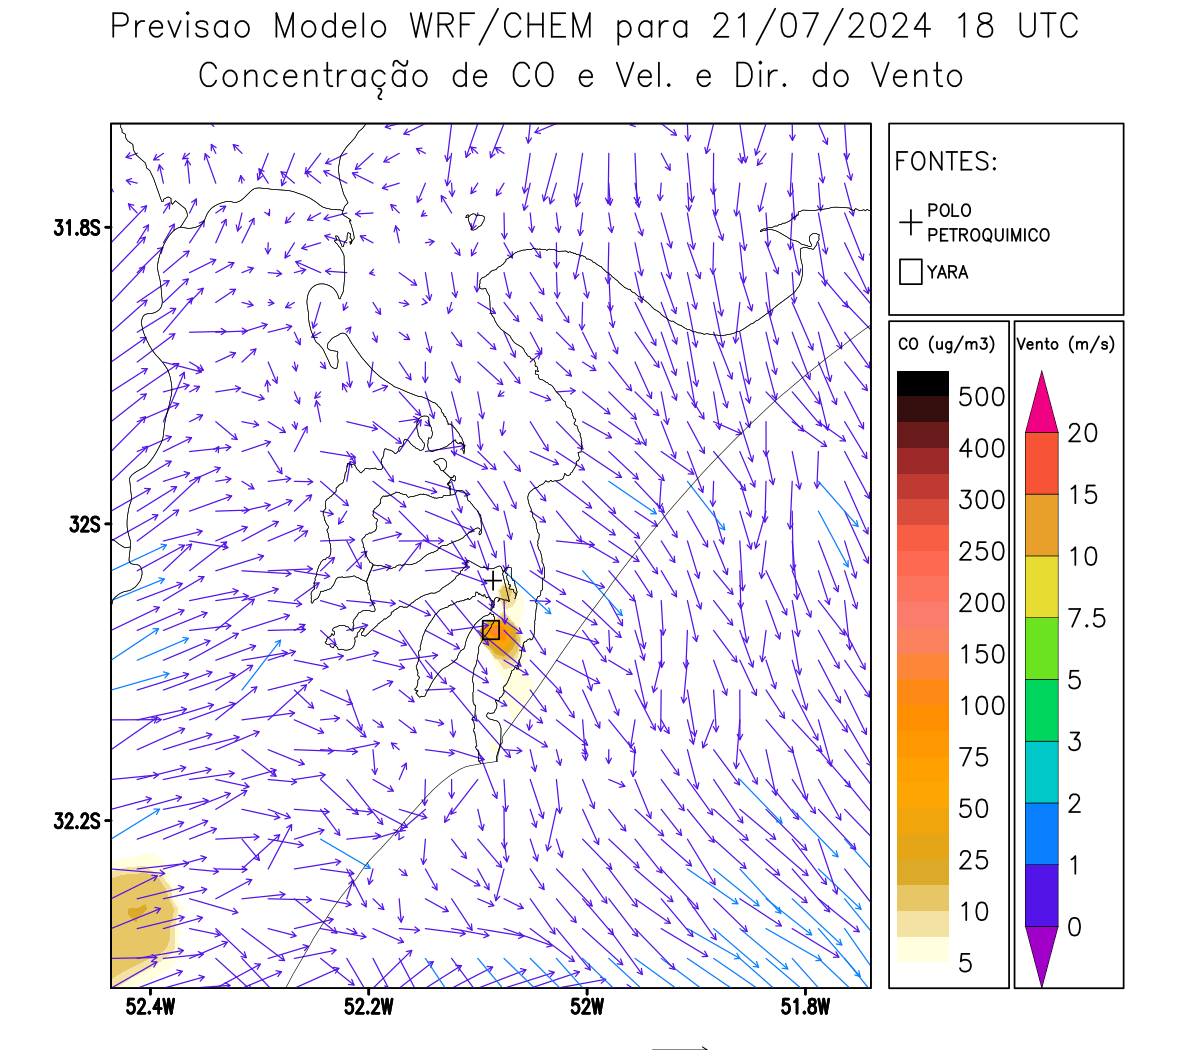 Previsao Modelo WRF/CHEM para 21/07/2024 18 UTC
Concentração de CO e Vel. e Dir. do Vento
FONTES:
POLO
PETROQUIMICO
YARA
CO (ug/m3)
500
400
300
250
200
150
100
75
50
25
10
5
Vento (m/s)
20
15
10
7.5
5
3
2
1
0
31.8S
32S
32.2S
52.4W
52.2W
52W
51.8W